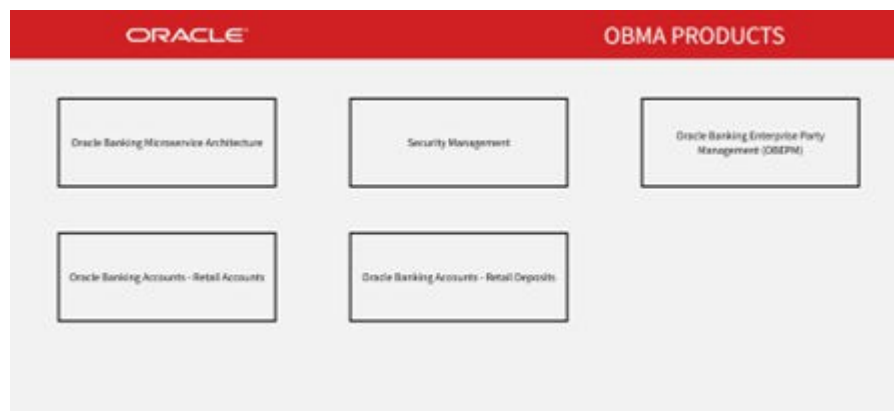 ORACLE
OBMA PRODUCTS
Oracle Banking Microservice Architecture
Security Management
Oracle Banking Enterprise Party
Management (OBEPM)
Oracle Banking Accounts - Retail Accounts
Oracle Banking Accounts - Retail Deposits